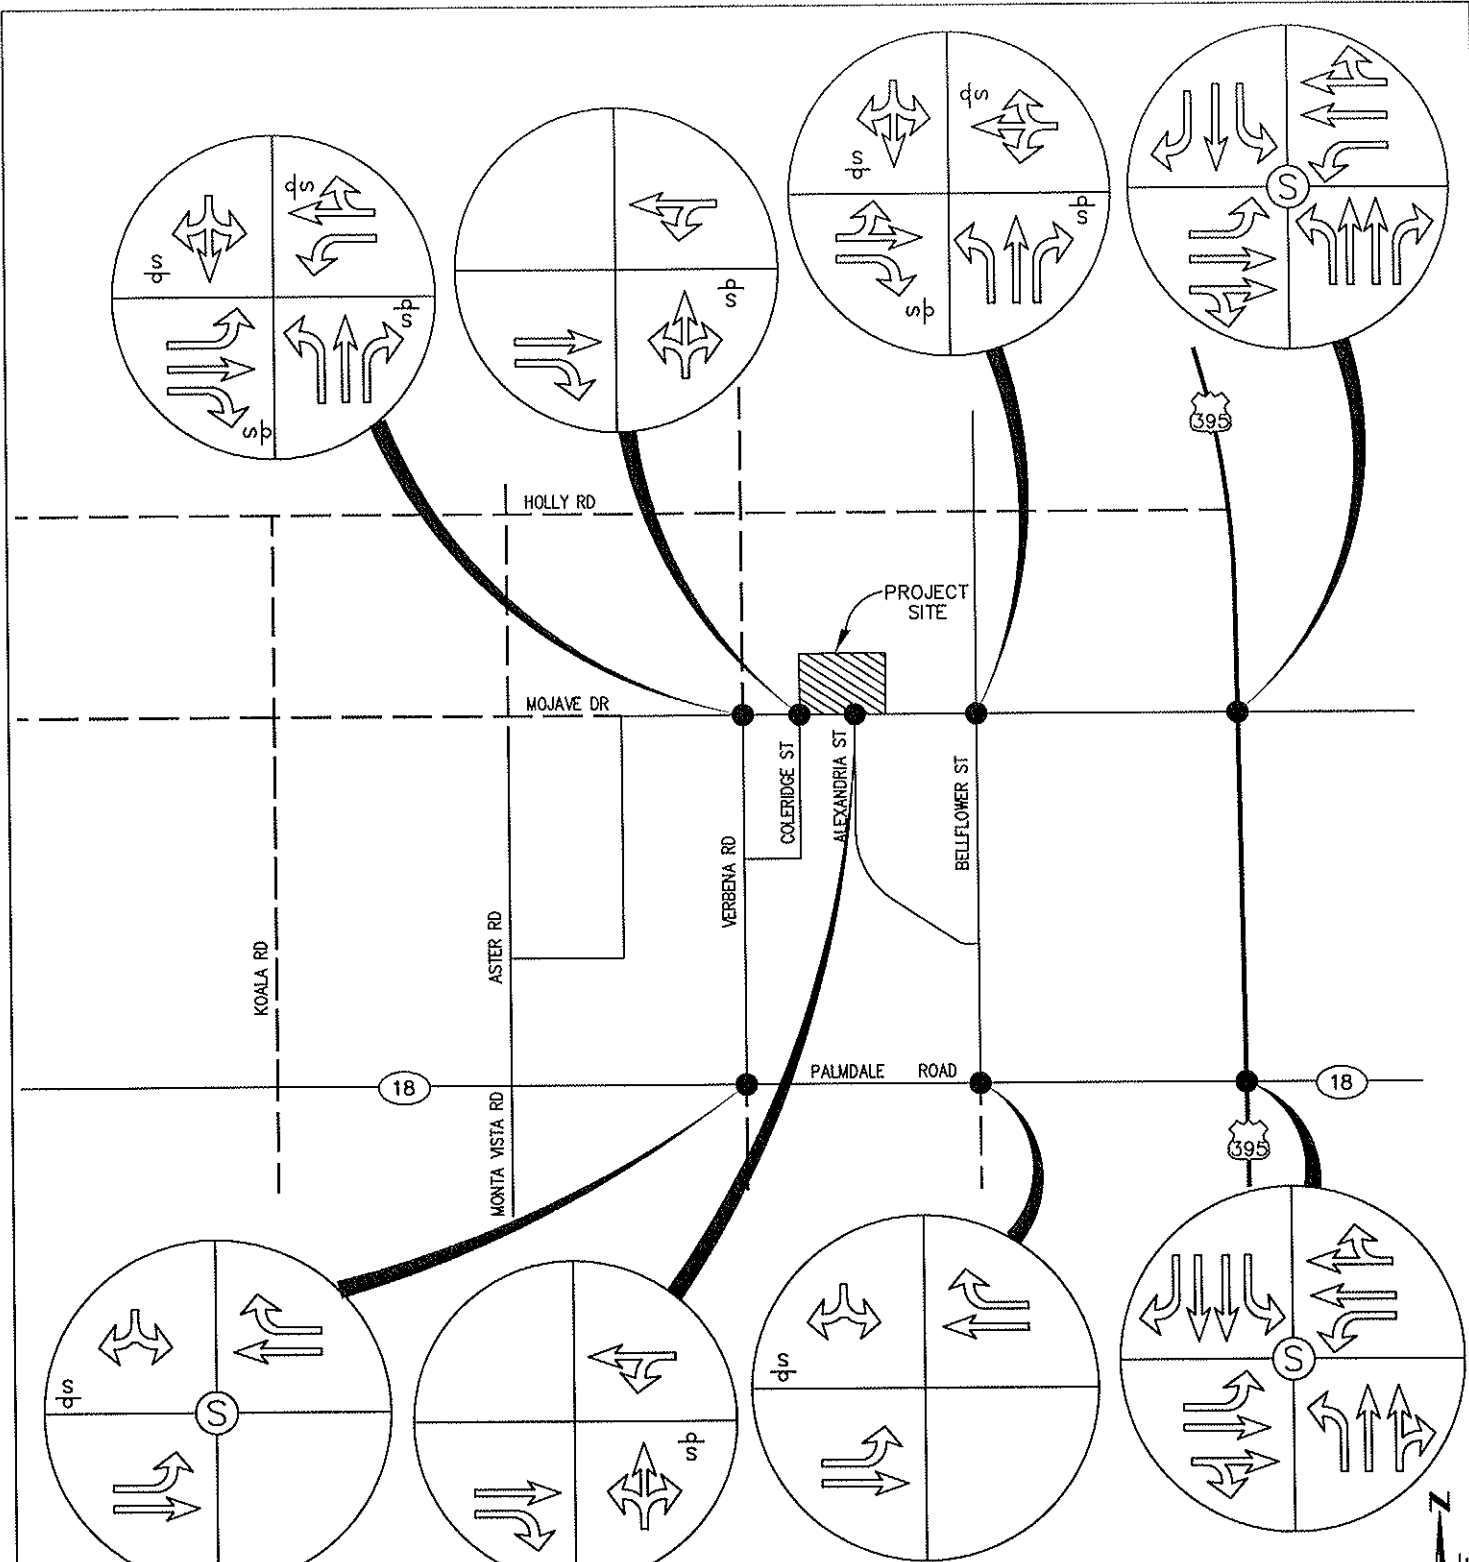 395
HOLLY RD
PROJECT
SITE
MOJAVE DR
COLERIDGE ST
ALEXANDRIA ST
BELLFLOWER ST
VERBENA RD
ASTER RD
KOALA RD
PALMDALE ROAD
18
18
MONTA VISTA RD
395
S
S
S
N